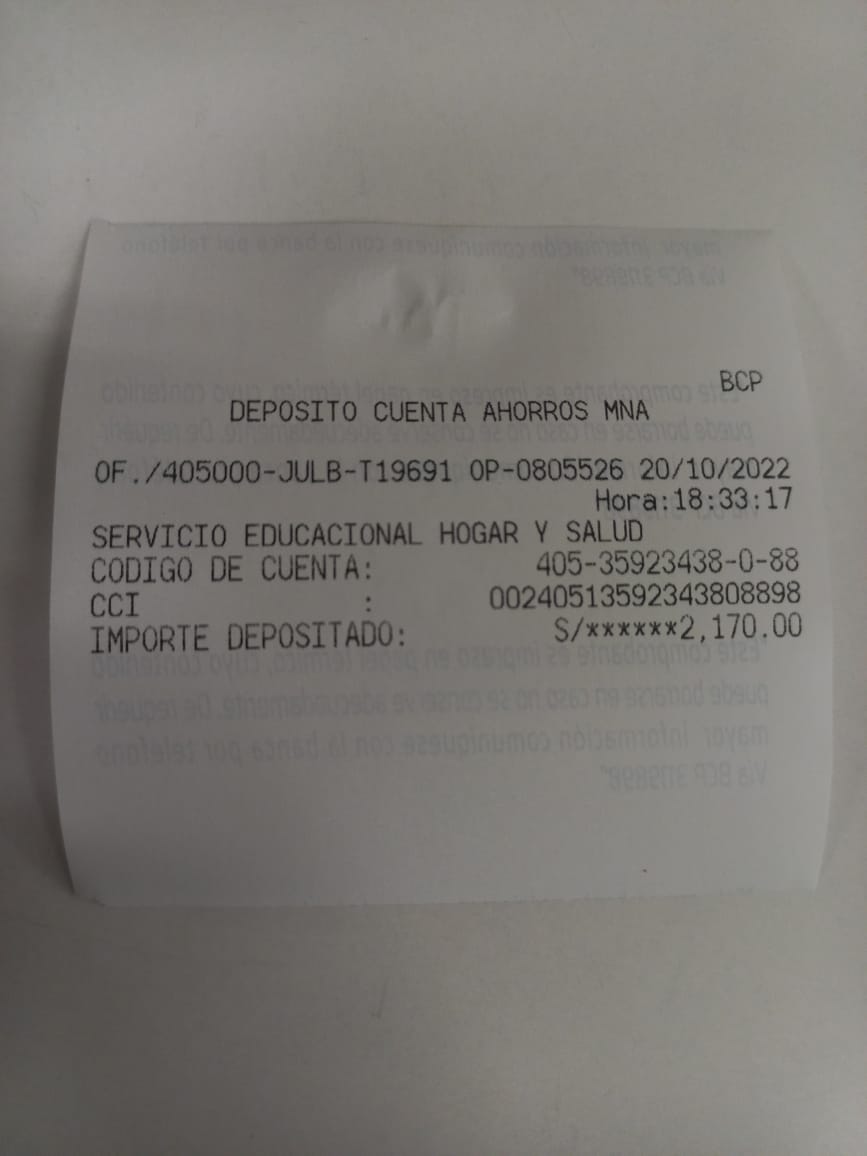 BCP
DEPOSITO CUENTA AHORROS MNA
OF./405000-JULB-T19691 OP-0805526 20/10/2022
Hora:18:33:17
SERVICIO EDUCACIONAL HOGAR Y SALUD
CODIGO DE CUENTA: 405-35923438-0-88
CCI : 00240513592343808898
IMPORTE DEPOSITADO: S/******2,170.00